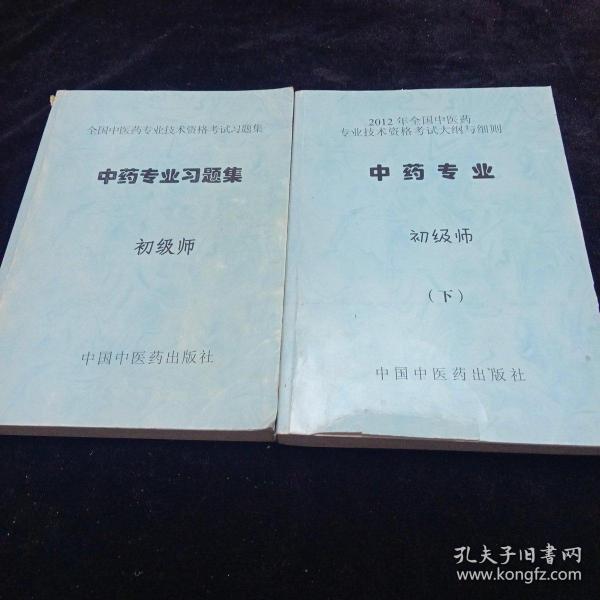 全国中医药专业技术资格考试习题集
中药专业习题集
初级师
中国中医药出版社
2012年全国中医药
专业技术资格考试大纲与细则
中药专业
初级师
（下）
中国中医药出版社
孔夫子旧书网
www.kongfz.com